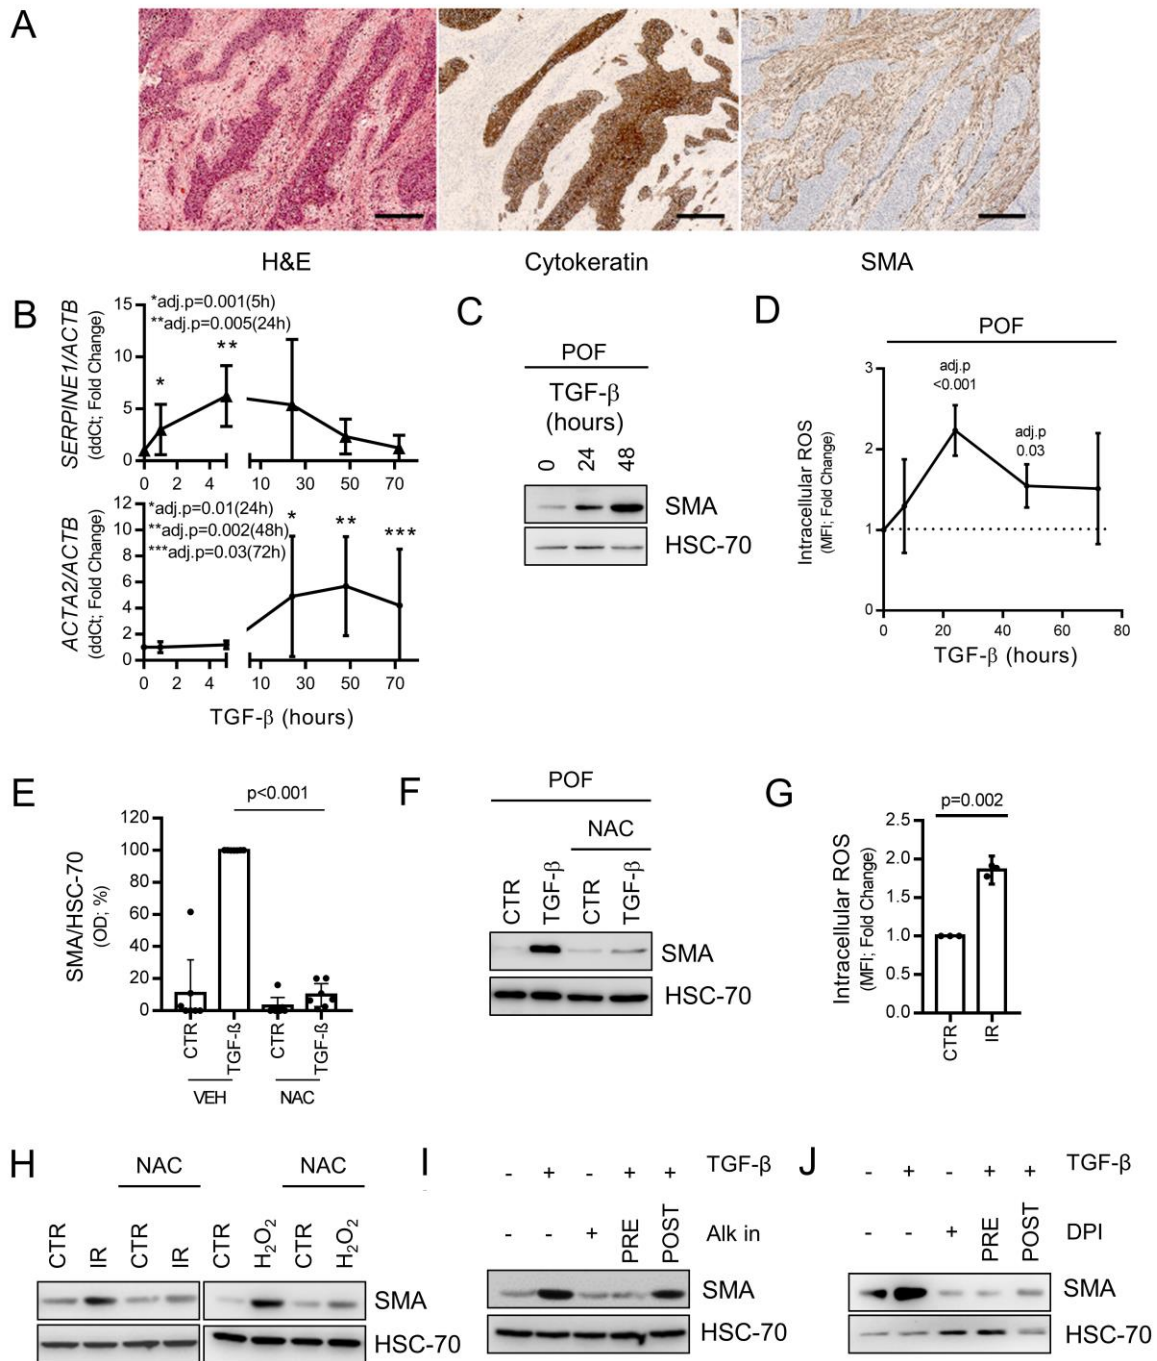 A
H&E
Cytokeratin
SMA
B
SERPINE1/ACTB
(ddCt; Fold Change)
15
10
5
0
*adj.p=0.001(5h)
**adj.p=0.005(24h)
*
**
0 2 4 10 30 50 70
ACTA2/ACTB
(ddCt; Fold Change)
12
10
8
6
4
2
0
*adj.p=0.01(24h)
**adj.p=0.002(48h)
***adj.p=0.03(72h)
*
**
***
0 2 4 10 30 50 70
TGF-β (hours)
C
POF
TGF-β
(hours)
0 24 48
SMA
HSC-70
D
POF
Intracellular ROS
(MFI; Fold Change)
3
2
1
0
adj.p
<0.001
adj.p
0.03
0 20 40 60 80
TGF-β (hours)
E
p<0.001
SMA/HSC-70
(OD; %)
120
100
80
60
40
20
0
CTR TGF-ß CTR TGF-ß
VEH NAC
F
POF
NAC
CTR TGF-β CTR TGF-β
SMA
HSC-70
G
p=0.002
Intracellular ROS
(MFI; Fold Change)
2.5
2.0
1.5
1.0
0.5
0.0
CTR IR
H
NAC NAC
CTR IR CTR IR CTR H₂O₂ CTR H₂O₂
SMA
HSC-70
I
- + - + + TGF-β
- - + PRE POST Alk in
SMA
HSC-70
J
- + - + + TGF-β
- - + PRE POST DPI
SMA
HSC-70